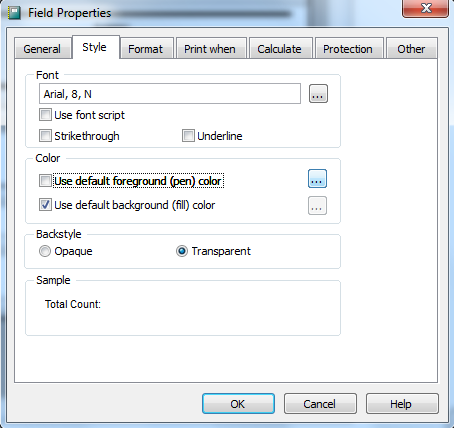 Field Properties
General Style Format Print when Calculate Protection Other
Font
Arial, 8, N
...
Use font script
Strikethrough Underline
Color
Use default foreground (pen) color
...
Use default background (fill) color
...
Backstyle
Opaque Transparent
Sample
Total Count:
OK Cancel Help